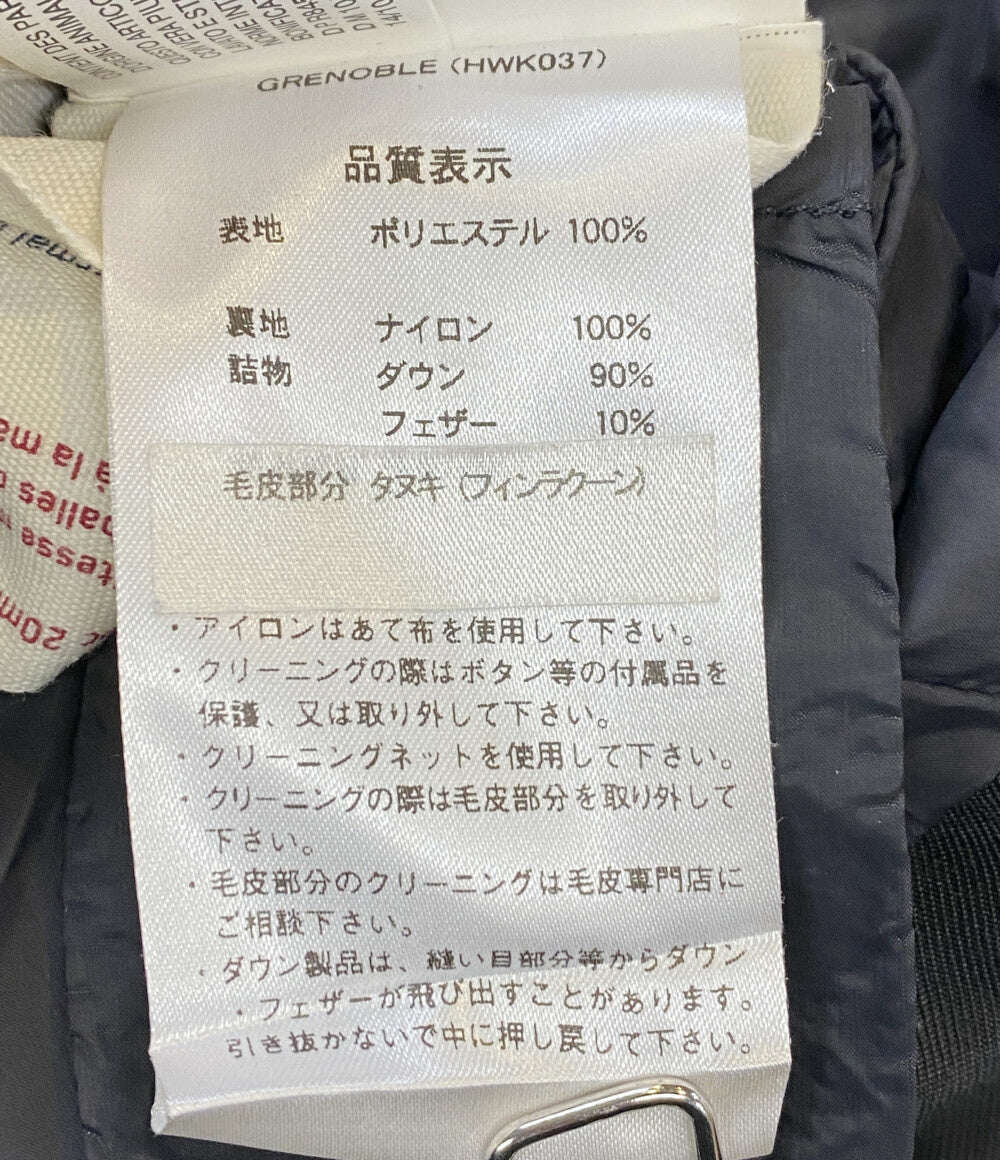 GRENOBLE (HWK037)
品質表示
表地 ポリエステル 100%
裏地 ナイロン 100%
詰物 ダウン 90%
フェザー 10%
毛皮部分 タヌキ (フィンラクーン)
・アイロンはあて布を使用して下さい。
・クリーニングの際はボタン等の付属品を
保護、又は取り外して下さい。
・クリーニングネットを使用して下さい。
・クリーニングの際は毛皮部分を取り外して
下さい。
・毛皮部分のクリーニングは毛皮専門店に
ご相談下さい。
・ダウン製品は、縫い目部分等からダウン
・フェザーが飛び出すことがあります。
引き抜かないで中に押し戻して下さい。
à la ma
20m